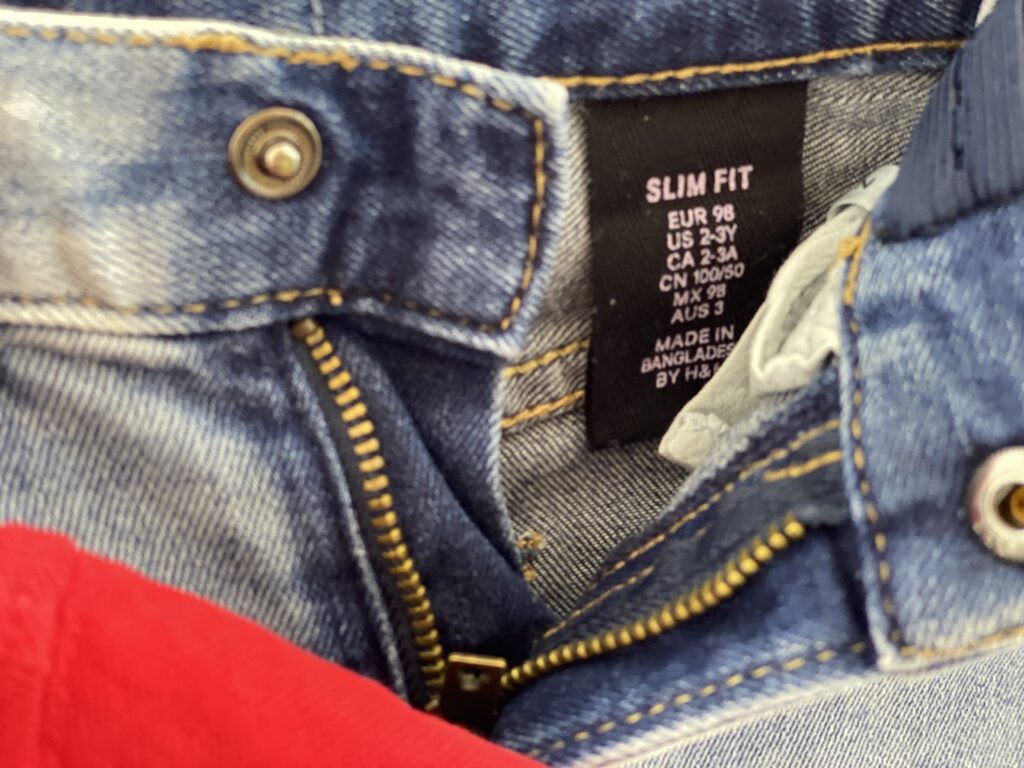 SLIM FIT
EUR 98
US 2-3Y
CA 2-3A
CN 100/50
MX 98
AUS 3
MADE IN
BANGLADES
BY H&